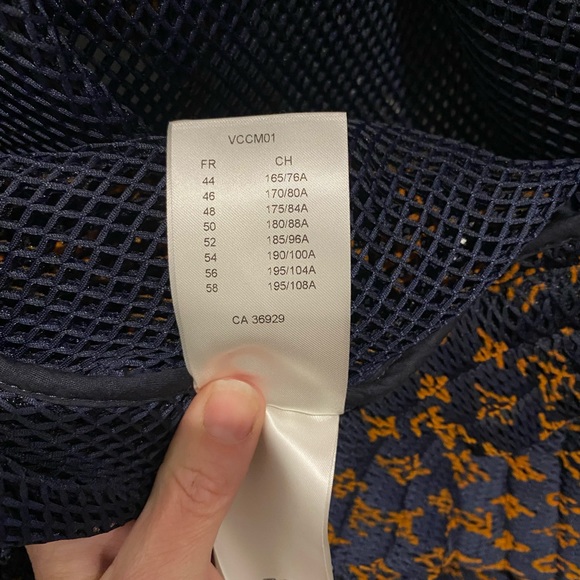 VCCM01
FR CH
44 165/76A
46 170/80A
48 175/84A
50 180/88A
52 185/96A
54 190/100A
56 195/104A
58 195/108A
CA 36929